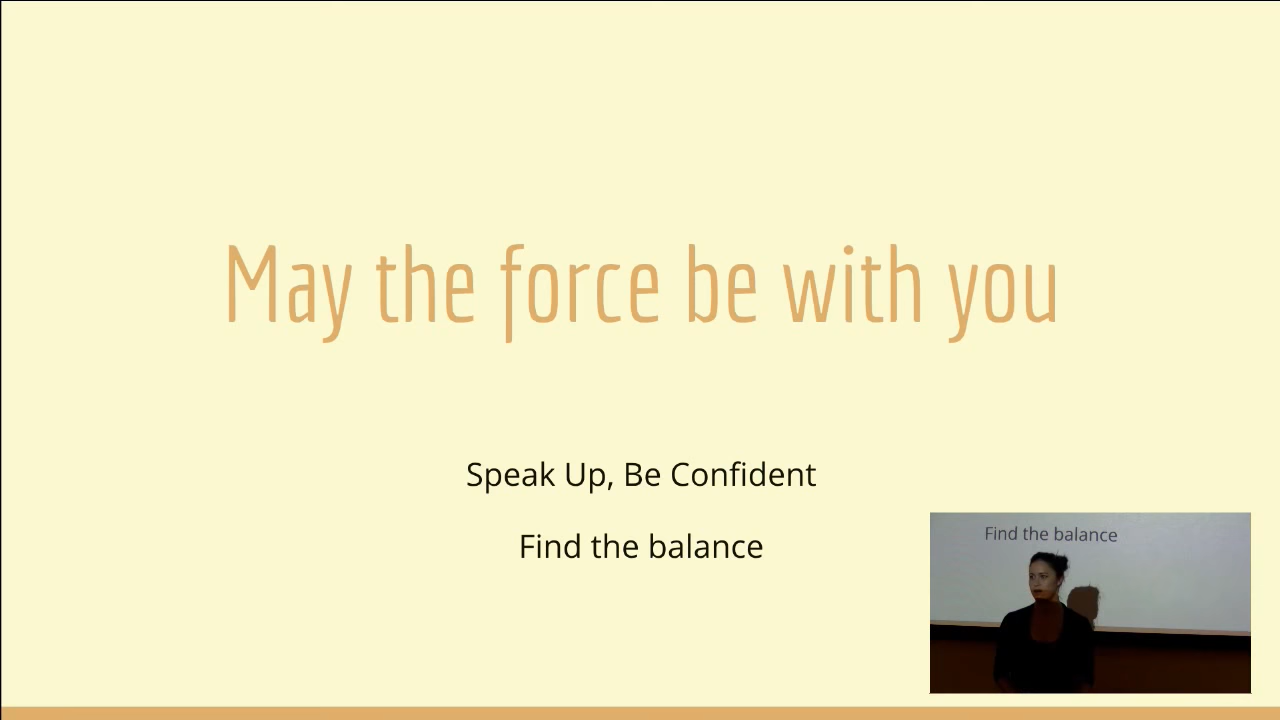 May the force be with you
Speak Up, Be Confident
Find the balance
Find the balance